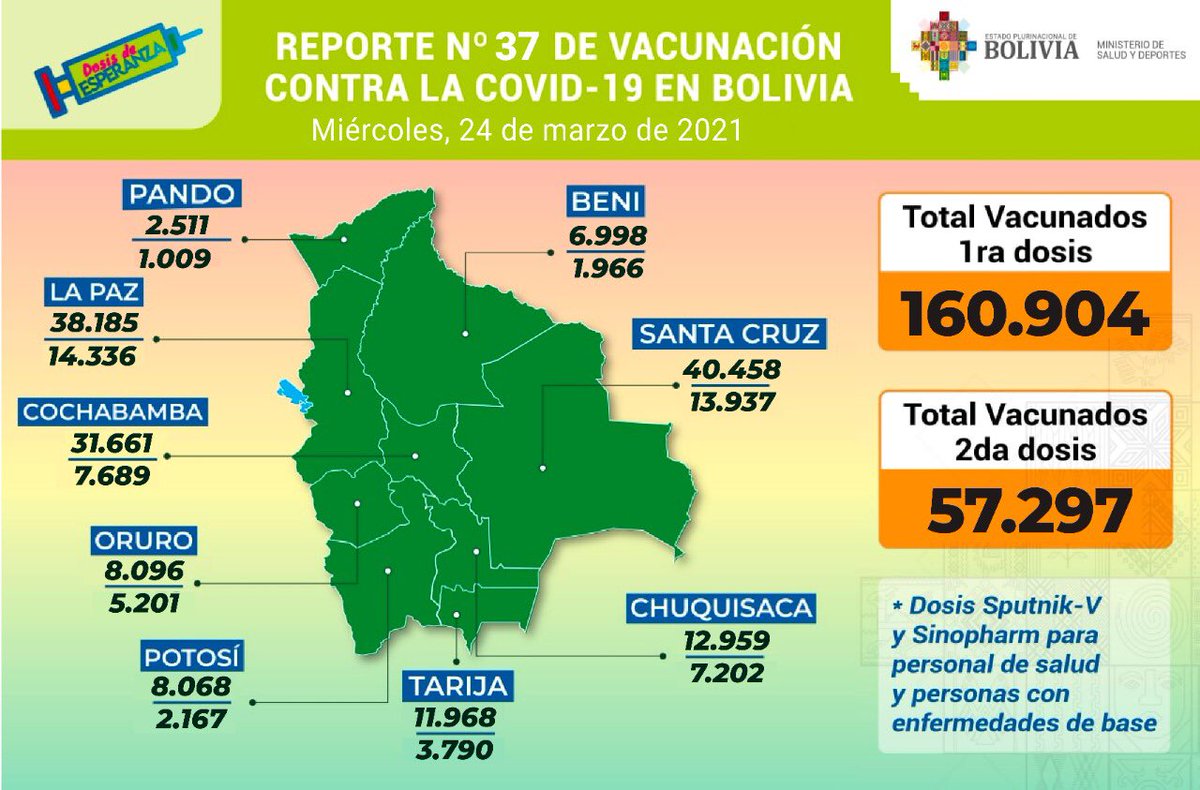 Dosis de
ESPERANZA
REPORTE Nº 37 DE VACUNACIÓN
CONTRA LA COVID-19 EN BOLIVIA
Miércoles, 24 de marzo de 2021
ESTADO PLURINACIONAL DE
BOLIVIA
MINISTERIO DE
SALUD Y DEPORTES
PANDO
2.511
1.009
BENI
6.998
1.966
LA PAZ
38.185
14.336
SANTA CRUZ
40.458
13.937
COCHABAMBA
31.661
7.689
ORURO
8.096
5.201
CHUQUISACA
12.959
7.202
POTOSÍ
8.068
2.167
TARIJA
11.968
3.790
Total Vacunados
1ra dosis
160.904
Total Vacunados
2da dosis
57.297
* Dosis Sputnik-V
y Sinopharm para
personal de salud
y personas con
enfermedades de base